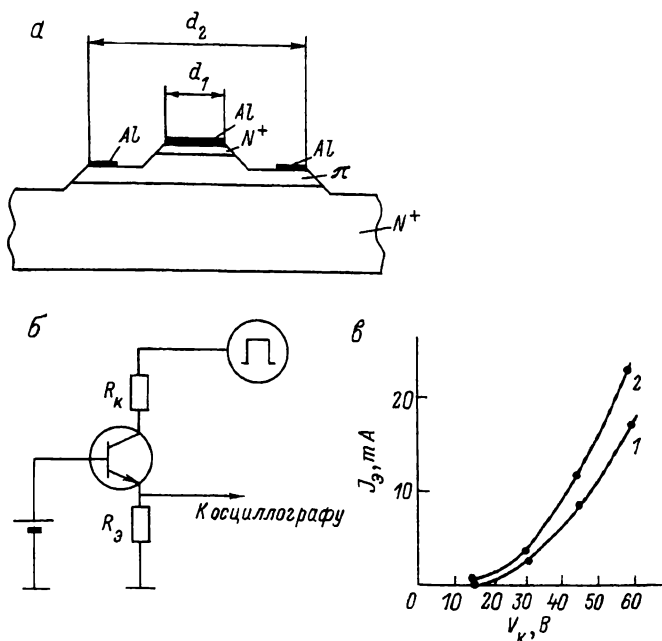 а
d₂
d₁
Al
Al
N⁺
Al
π
N⁺
б
Rк
К осциллографу
Rэ
в
Jэ, mA
20
10
2
1
0
10
20
30
40
50
60
Vк, В